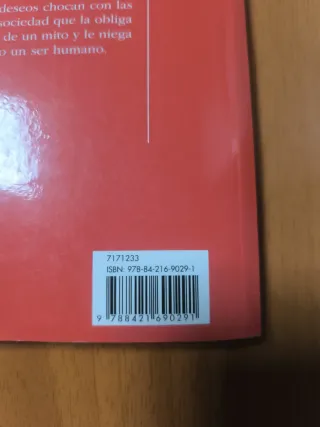 deseos chocan con las
sociedad que la obliga
de un mito y le niega
o un ser humano.
7171233
ISBN: 978-84-216-9029-1
9 788421 690291